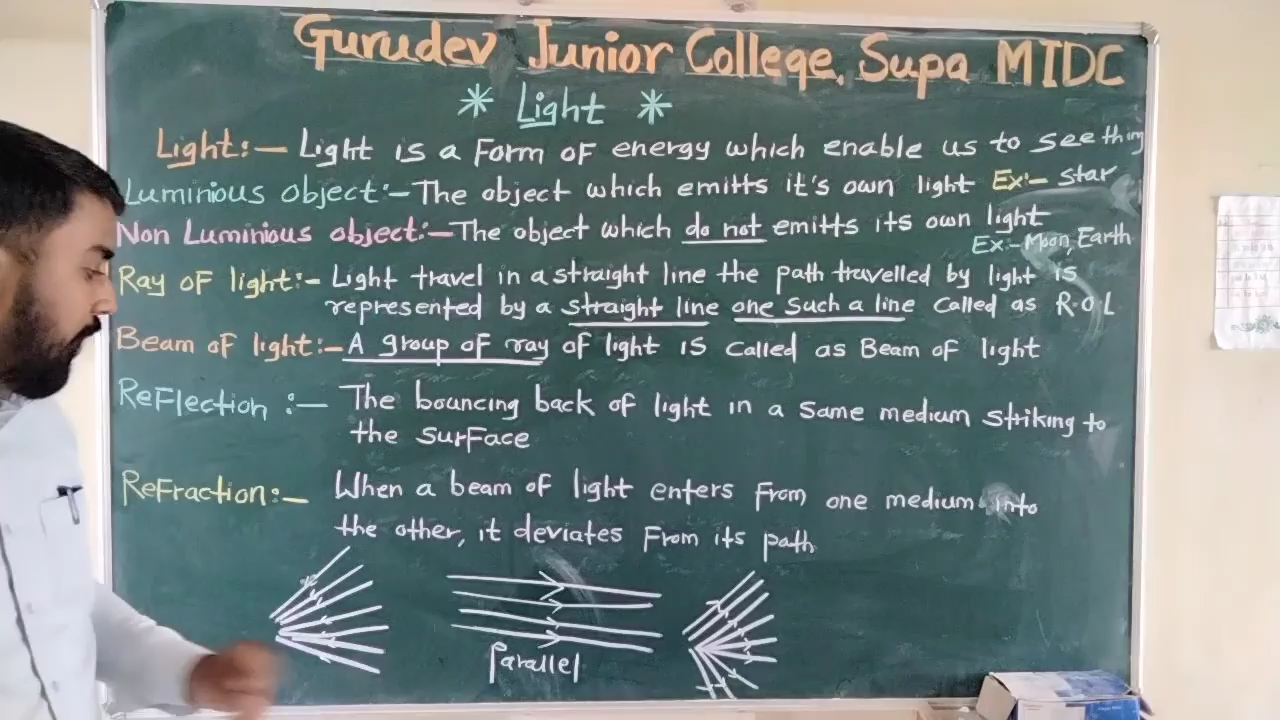 Gurudev Junior College, Supa MIDC
* Light *
Light:- Light is a Form of energy which enable us to see thing
Luminious object:- The object which emitts it's own light Ex:- star
Non Luminious object:- The object which do not emitts its own light
Ex:- Moon, Earth
Ray of light:- Light travel in a straight line the path travelled by light is
represented by a straight line one such a line called as R.O.L
Beam of light:- A group of ray of light is called as Beam of light
Reflection :- The bouncing back of light in a same medium striking to
the surface
Refraction:- When a beam of light enters from one medium into
the other, it deviates from its path
Parallel